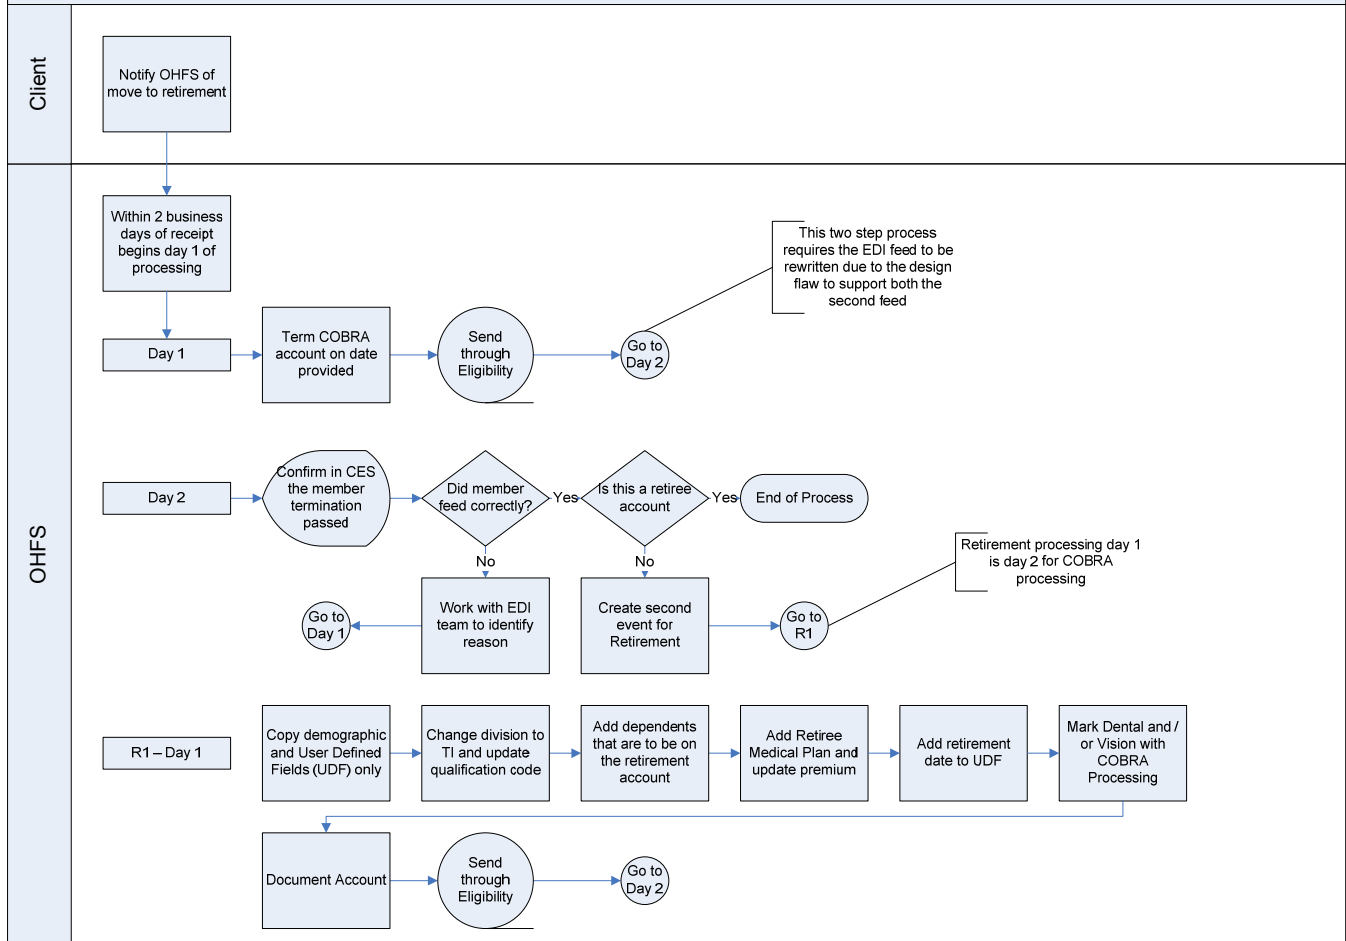 Client
Notify OHFS of
move to retirement
OHFS
Within 2 business
days of receipt
begins day 1 of
processing
This two step process
requires the EDI feed to be
rewritten due to the design
flaw to support both the
second feed
Day 1
Term COBRA
account on date
provided
Send
through
Eligibility
Go to
Day 2
Day 2
Confirm in CES
the member
termination
passed
Did member
feed correctly?
Yes
Is this a retiree
account
Yes
End of Process
No
No
Retirement processing day 1
is day 2 for COBRA
processing
Go to
Day 1
Work with EDI
team to identify
reason
Create second
event for
Retirement
Go to
R1
R1 – Day 1
Copy demographic
and User Defined
Fields (UDF) only
Change division to
TI and update
qualification code
Add dependents
that are to be on
the retirement
account
Add Retiree
Medical Plan and
update premium
Add retirement
date to UDF
Mark Dental and /
or Vision with
COBRA
Processing
Document Account
Send
through
Eligibility
Go to
Day 2